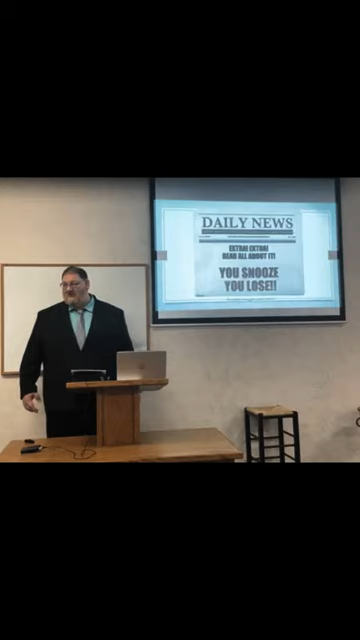 DAILY NEWS
EXTRA! EXTRA!
READ ALL ABOUT IT!
YOU SNOOZE
YOU LOSE!!